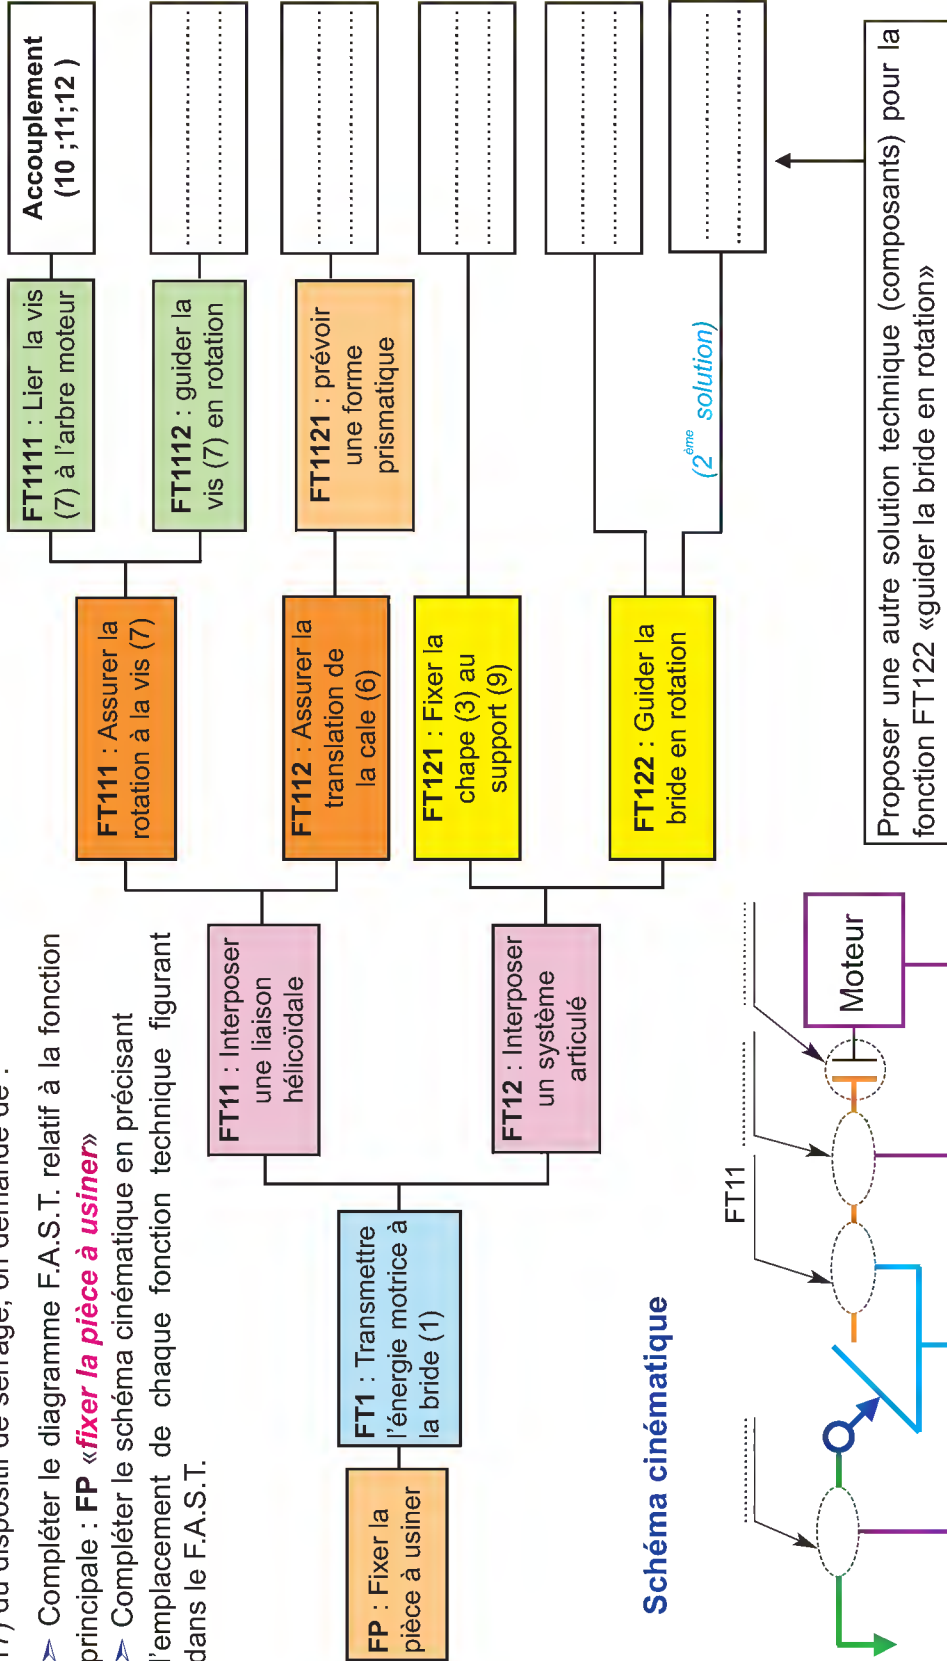 17) du dispositif de serrage, on demande de :
➢ Compléter le diagramme F.A.S.T. relatif à la fonction
principale : FP «fixer la pièce à usiner»
➢ Compléter le schéma cinématique en précisant
l'emplacement de chaque fonction technique figurant
dans le F.A.S.T.
FP : Fixer la
pièce à usiner
FT1 : Transmettre
l'énergie motrice à
la bride (1)
FT11 : Interposer
une liaison
hélicoïdale
FT12 : Interposer
un système
articulé
FT111 : Assurer la
rotation à la vis (7)
FT112 : Assurer la
translation de
la cale (6)
FT121 : Fixer la
chape (3) au
support (9)
FT122 : Guider la
bride en rotation
FT1111 : Lier la vis
(7) à l'arbre moteur
FT1112 : guider la
vis (7) en rotation
FT1121 : prévoir
une forme
prismatique
Accouplement
(10 ;11;12 )
(2ème solution)
Proposer une autre solution technique (composants) pour la
fonction FT122 «guider la bride en rotation»
Schéma cinématique
FT11
Moteur